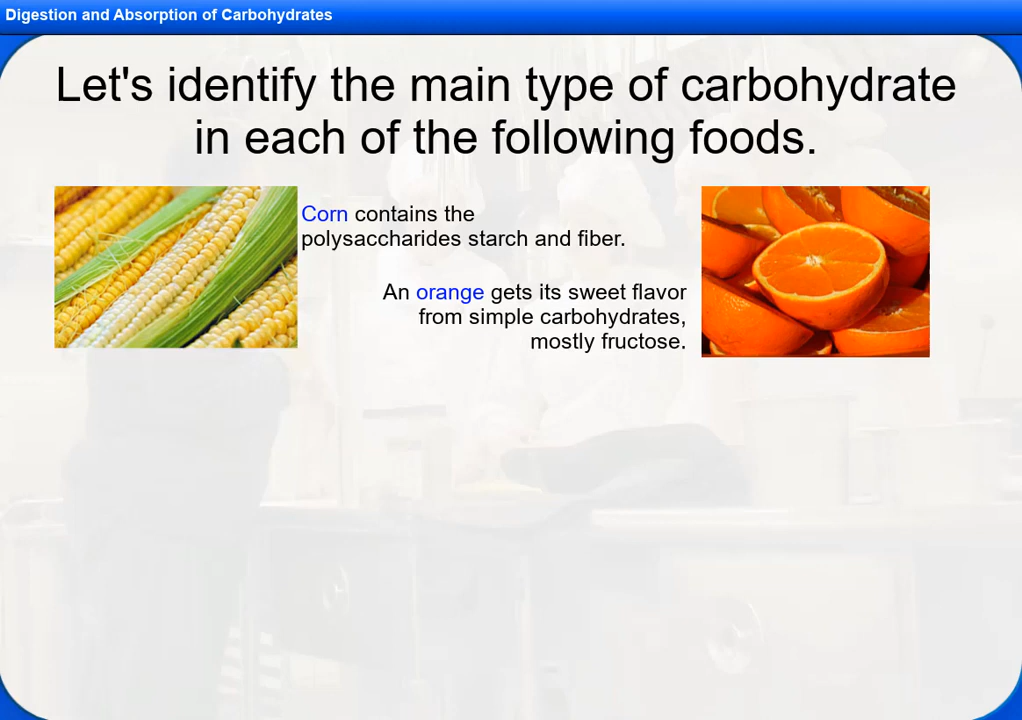 Digestion and Absorption of Carbohydrates
Let's identify the main type of carbohydrate
in each of the following foods.
Corn contains the
polysaccharides starch and fiber.
An orange gets its sweet flavor
from simple carbohydrates,
mostly fructose.